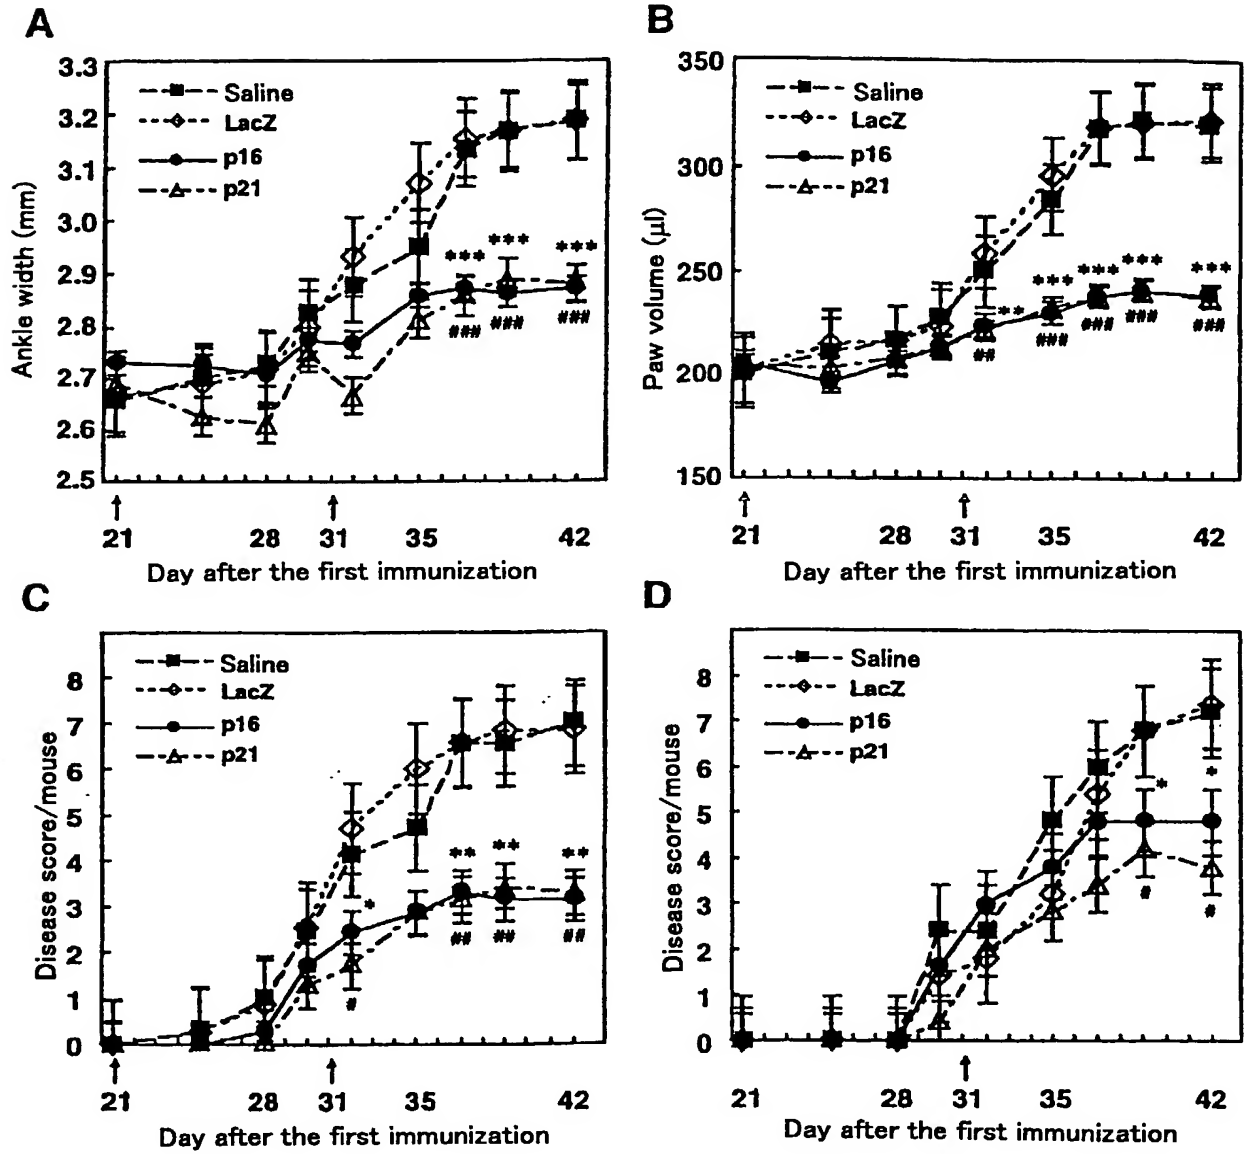 A
3.3
3.2
3.1
3.0
2.9
2.8
2.7
2.6
2.5
Ankle width (mm)
Saline
LacZ
p16
p21
*** *** ***
### ### ###
21 28 31 35 42
Day after the first immunization
B
350
300
250
200
150
Paw volume (µl)
Saline
LacZ
p16
p21
** *** *** *** ***
## ### ### ### ###
21 28 31 35 42
Day after the first immunization
C
8
7
6
5
4
3
2
1
0
Disease score/mouse
Saline
LacZ
p16
p21
* ** ** **
# ## ## ##
21 28 31 35 42
Day after the first immunization
D
8
7
6
5
4
3
2
1
0
Disease score/mouse
Saline
LacZ
p16
p21
* *
# #
21 28 31 35 42
Day after the first immunization